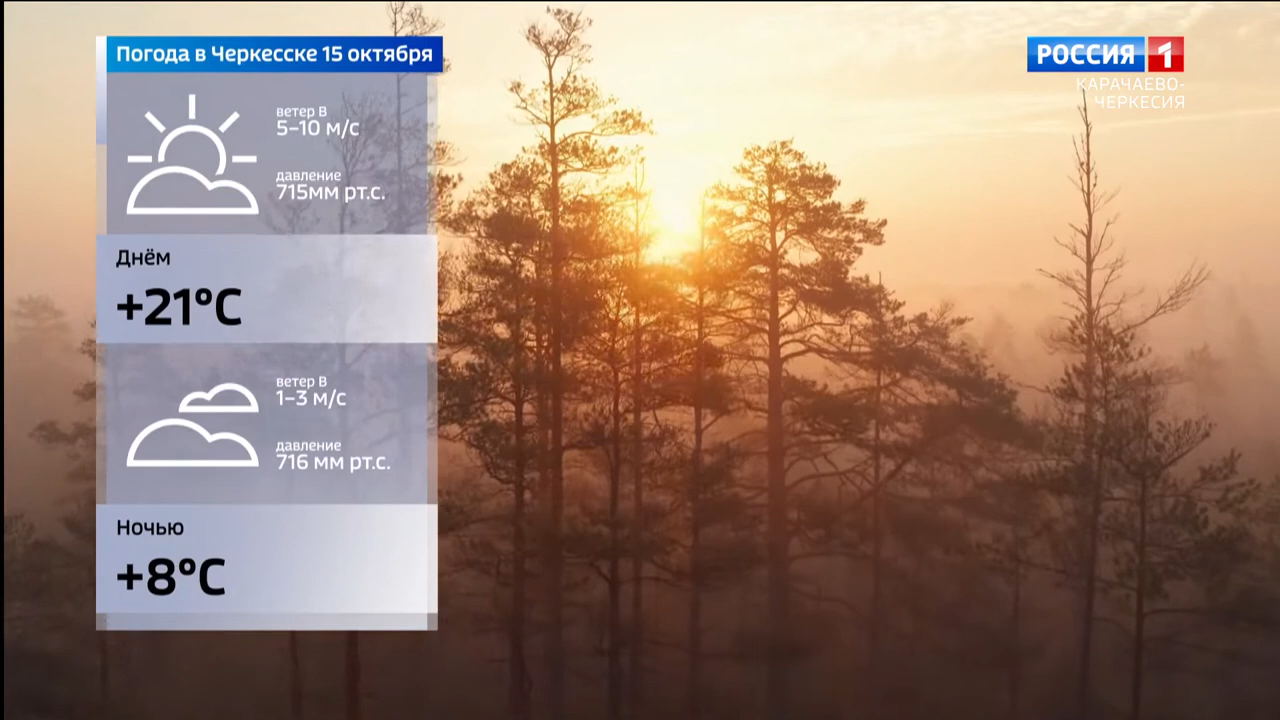 Погода в Черкесске 15 октября
РОССИЯ 1
КАРАЧАЕВО-
ЧЕРКЕСИЯ
ветер В
5–10 м/с
давление
715мм рт.с.
Днём
+21°C
ветер В
1–3 м/с
давление
716 мм рт.с.
Ночью
+8°C